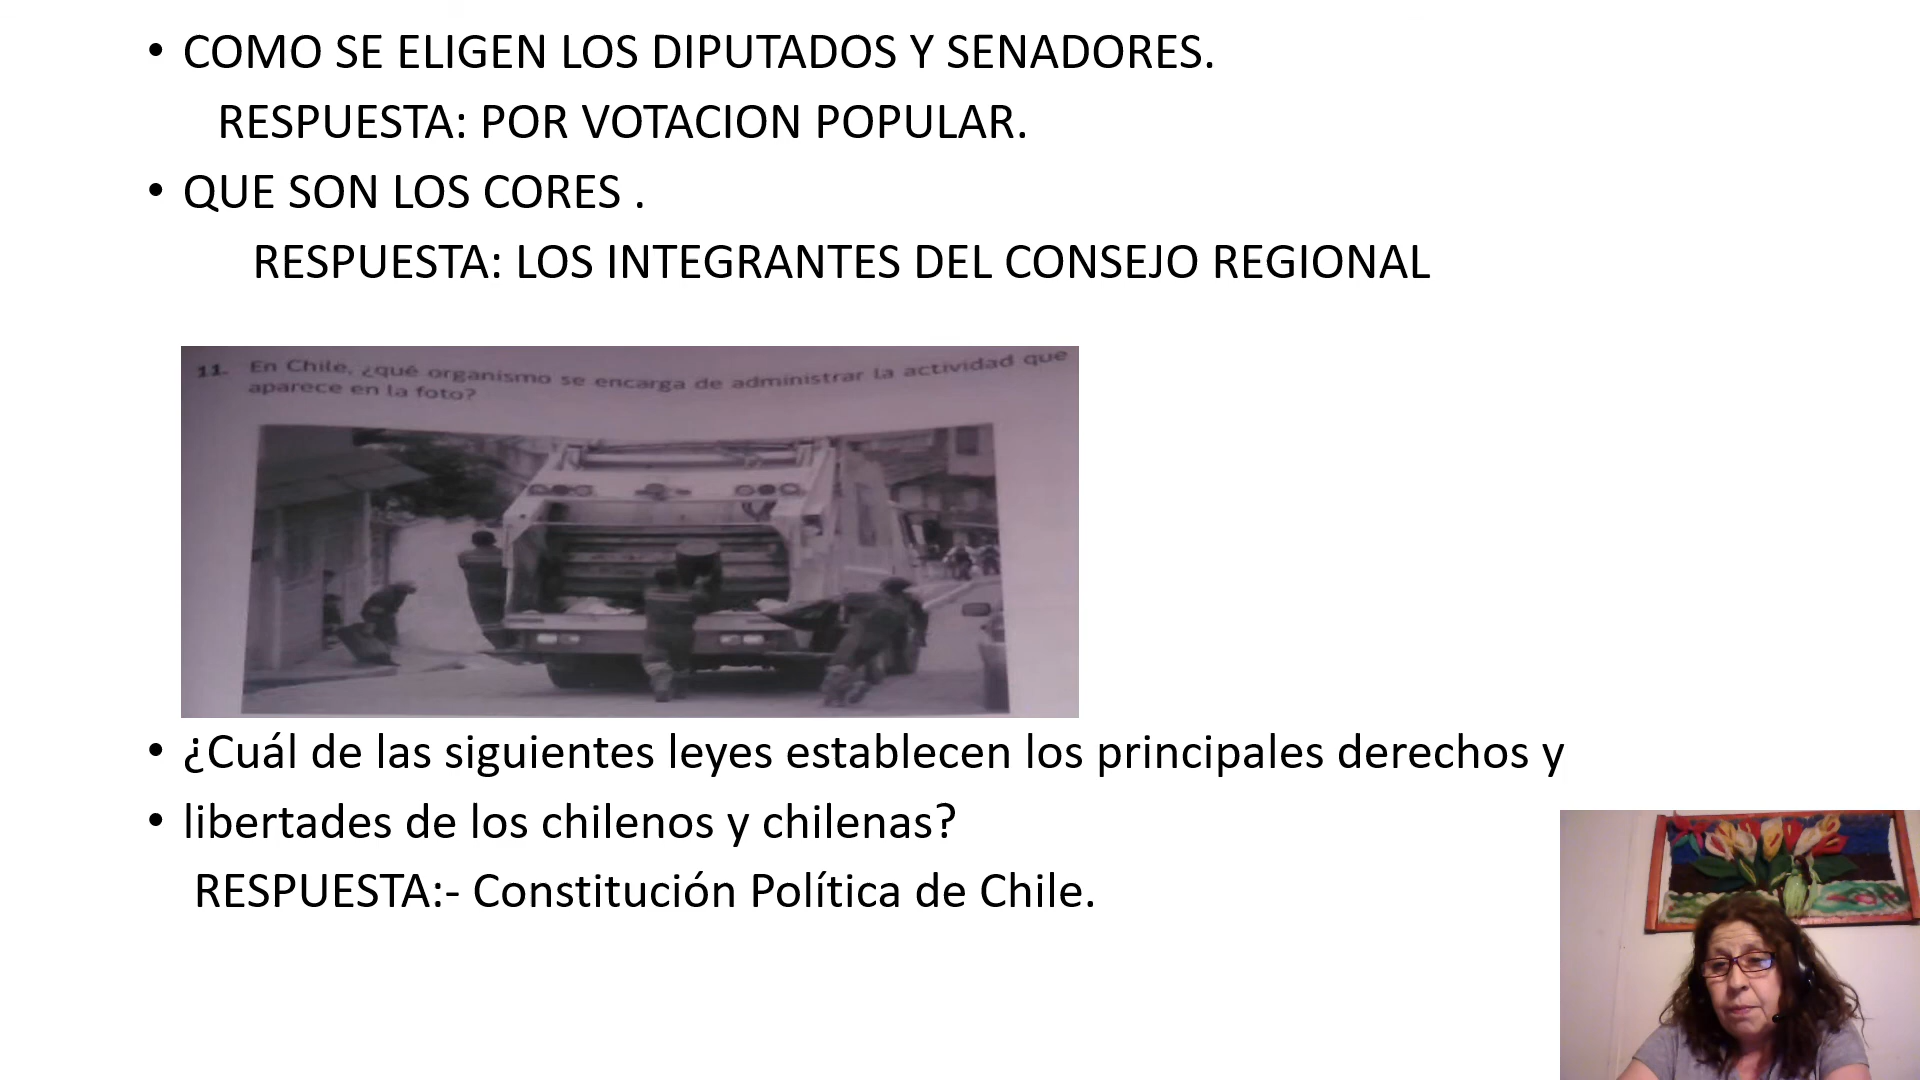 • COMO SE ELIGEN LOS DIPUTADOS Y SENADORES.
RESPUESTA: POR VOTACION POPULAR.
• QUE SON LOS CORES .
RESPUESTA: LOS INTEGRANTES DEL CONSEJO REGIONAL
11. En Chile, ¿qué organismo se encarga de administrar la actividad que
aparece en la foto?
• ¿Cuál de las siguientes leyes establecen los principales derechos y
• libertades de los chilenos y chilenas?
RESPUESTA:- Constitución Política de Chile.